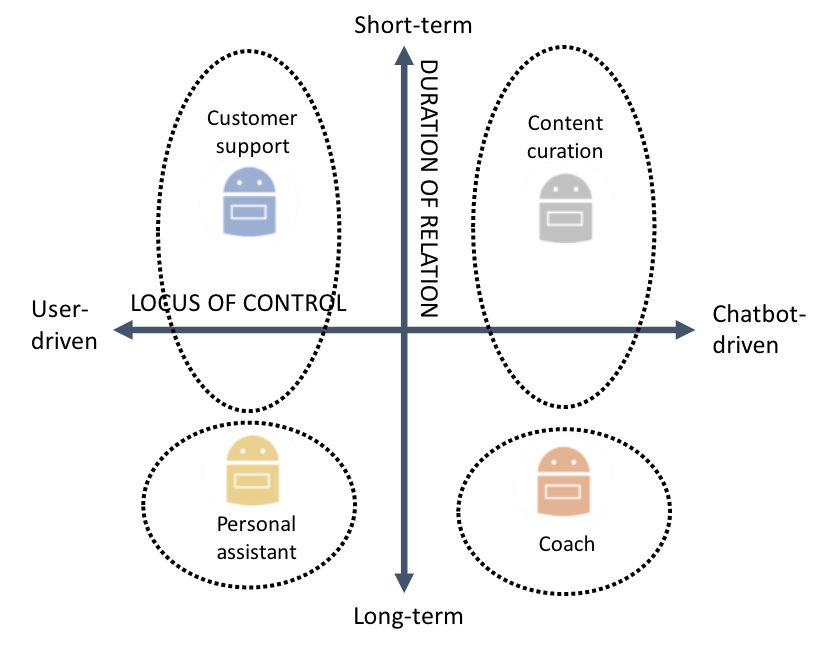 Short-term
DURATION OF RELATION
Customer
support
Content
curation
User-
driven
LOCUS OF CONTROL
Chatbot-
driven
Personal
assistant
Coach
Long-term